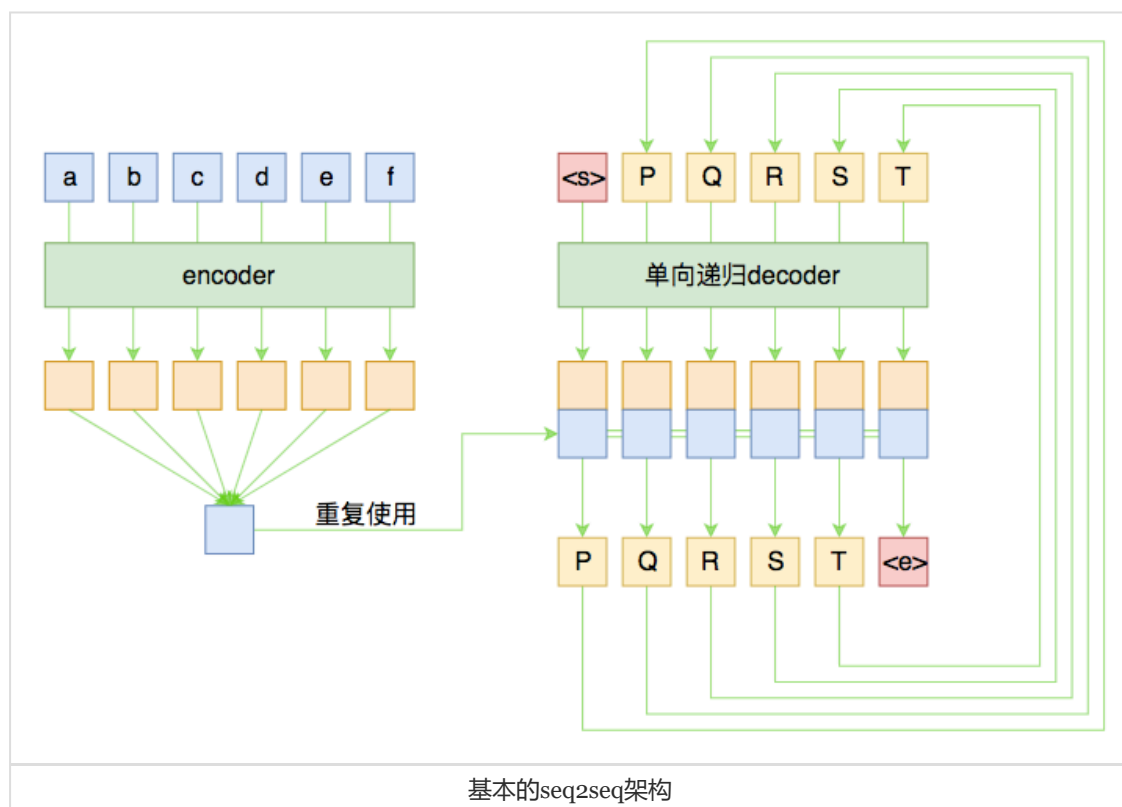 a b c d e f
encoder
重复使用
<s> P Q R S T
单向递归decoder
P Q R S T <e>
基本的seq2seq架构